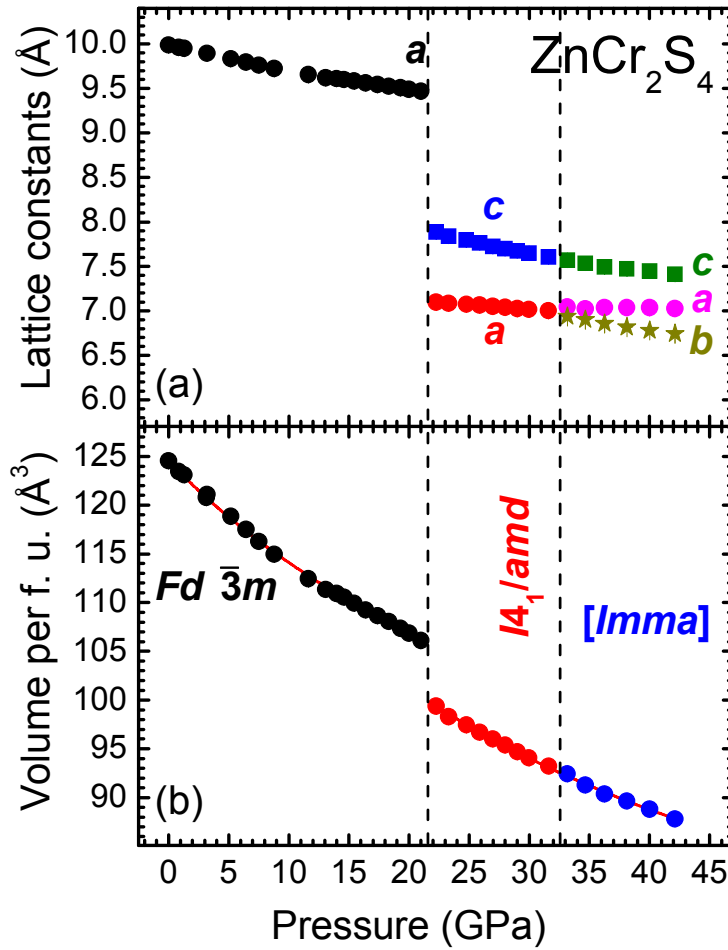 ZnCr₂S₄
Lattice constants (Å)
10.0
9.5
9.0
8.5
8.0
7.5
7.0
6.5
6.0
a
c
a
c
a
b
(a)
Volume per f. u. (Å³)
125
120
115
110
105
100
95
90
Fd 3̄m
I4₁/amd
[Imma]
(b)
0 5 10 15 20 25 30 35 40 45
Pressure (GPa)